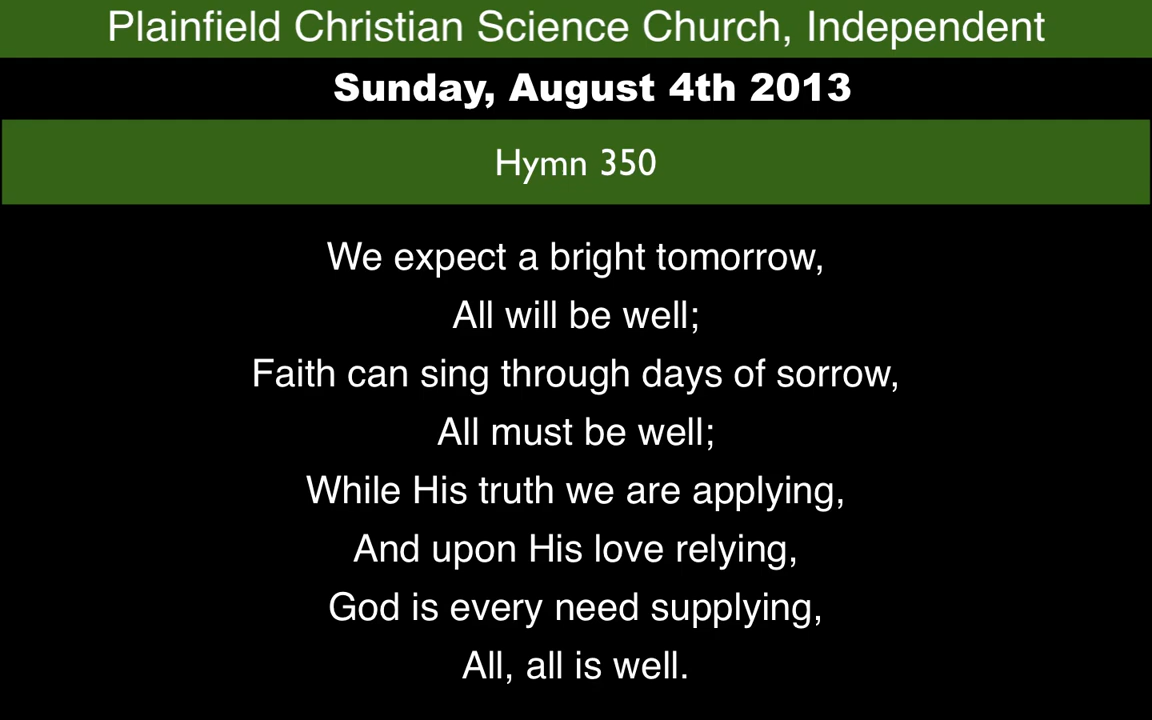 Plainfield Christian Science Church, Independent
Sunday, August 4th 2013
Hymn 350
We expect a bright tomorrow,
All will be well;
Faith can sing through days of sorrow,
All must be well;
While His truth we are applying,
And upon His love relying,
God is every need supplying,
All, all is well.